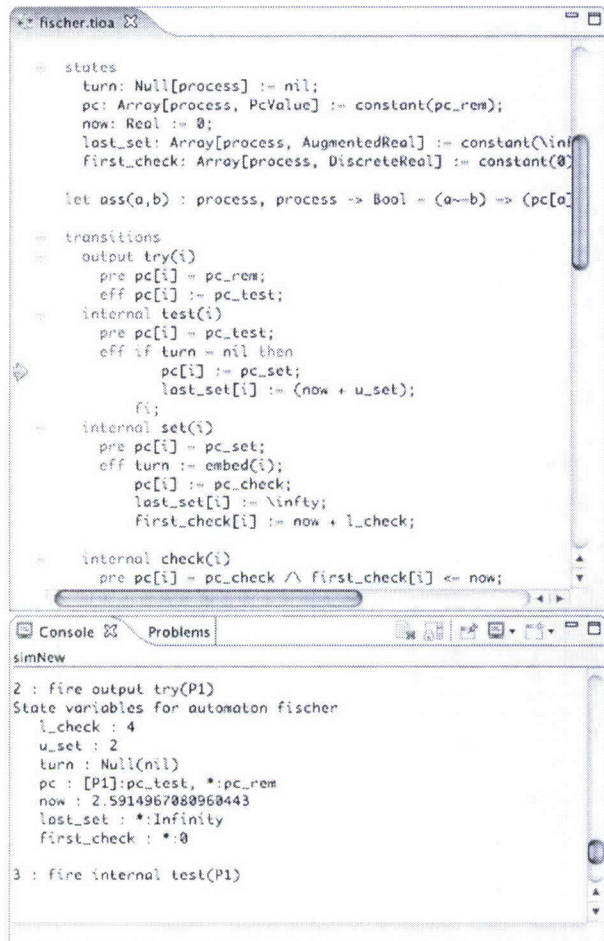 fischer.tioa
states
turn: Null[process] := nil;
pc: Array[process, PcValue] := constant(pc_rem);
now: Real := 0;
last_set: Array[process, AugmentedReal] := constant(\inf
first_check: Array[process, DiscreteReal] := constant(0)
let ass(a,b) : process, process -> Bool = (a~=b) => (pc[a]
transitions
output try(i)
pre pc[i] = pc_rem;
eff pc[i] := pc_test;
internal test(i)
pre pc[i] = pc_test;
eff if turn = nil then
pc[i] := pc_set;
last_set[i] := (now + u_set);
fi;
internal set(i)
pre pc[i] = pc_set;
eff turn := embed(i);
pc[i] := pc_check;
last_set[i] := \infty;
first_check[i] := now + l_check;
internal check(i)
pre pc[i] = pc_check /\ first_check[i] <= now;
Console Problems
simNew
2 : fire output try(P1)
State variables for automaton fischer
l_check : 4
u_set : 2
turn : Null(nil)
pc : [P1]:pc_test, *:pc_rem
now : 2.5914967080960443
last_set : *:Infinity
first_check : *:0
3 : fire internal test(P1)